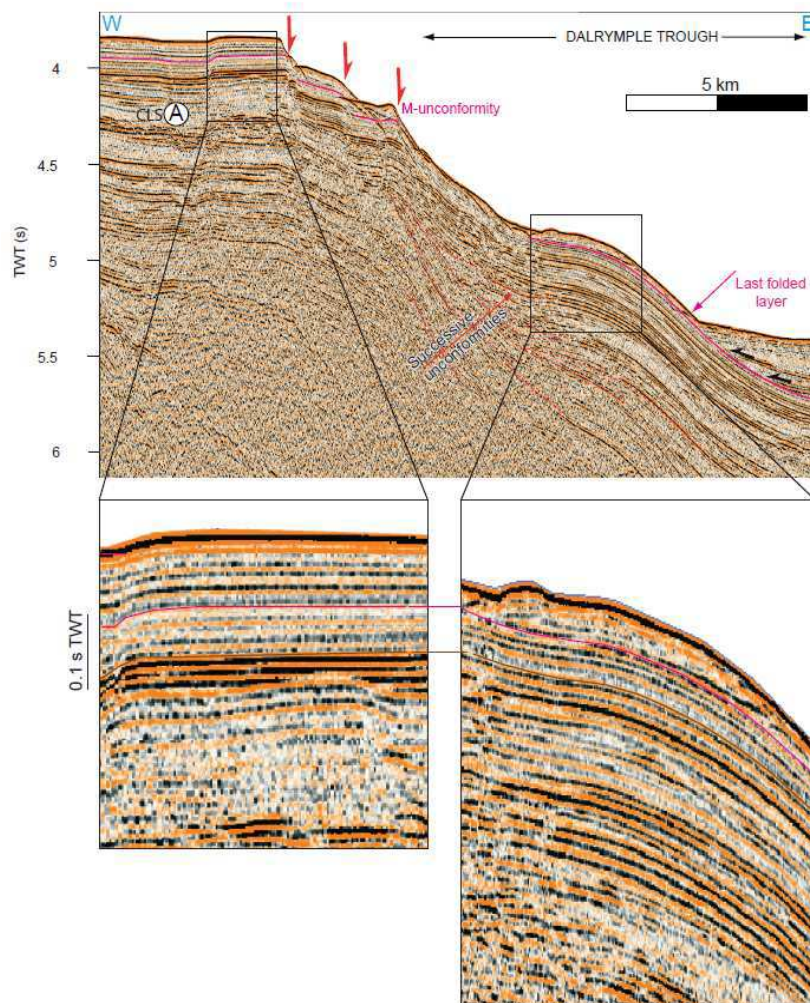 W
E
DALRYMPLE TROUGH
4
5 km
M-unconformity
CLS A
4.5
TWT (s)
5
Last folded
layer
Successive
unconformities
5.5
6
0.1 s TWT